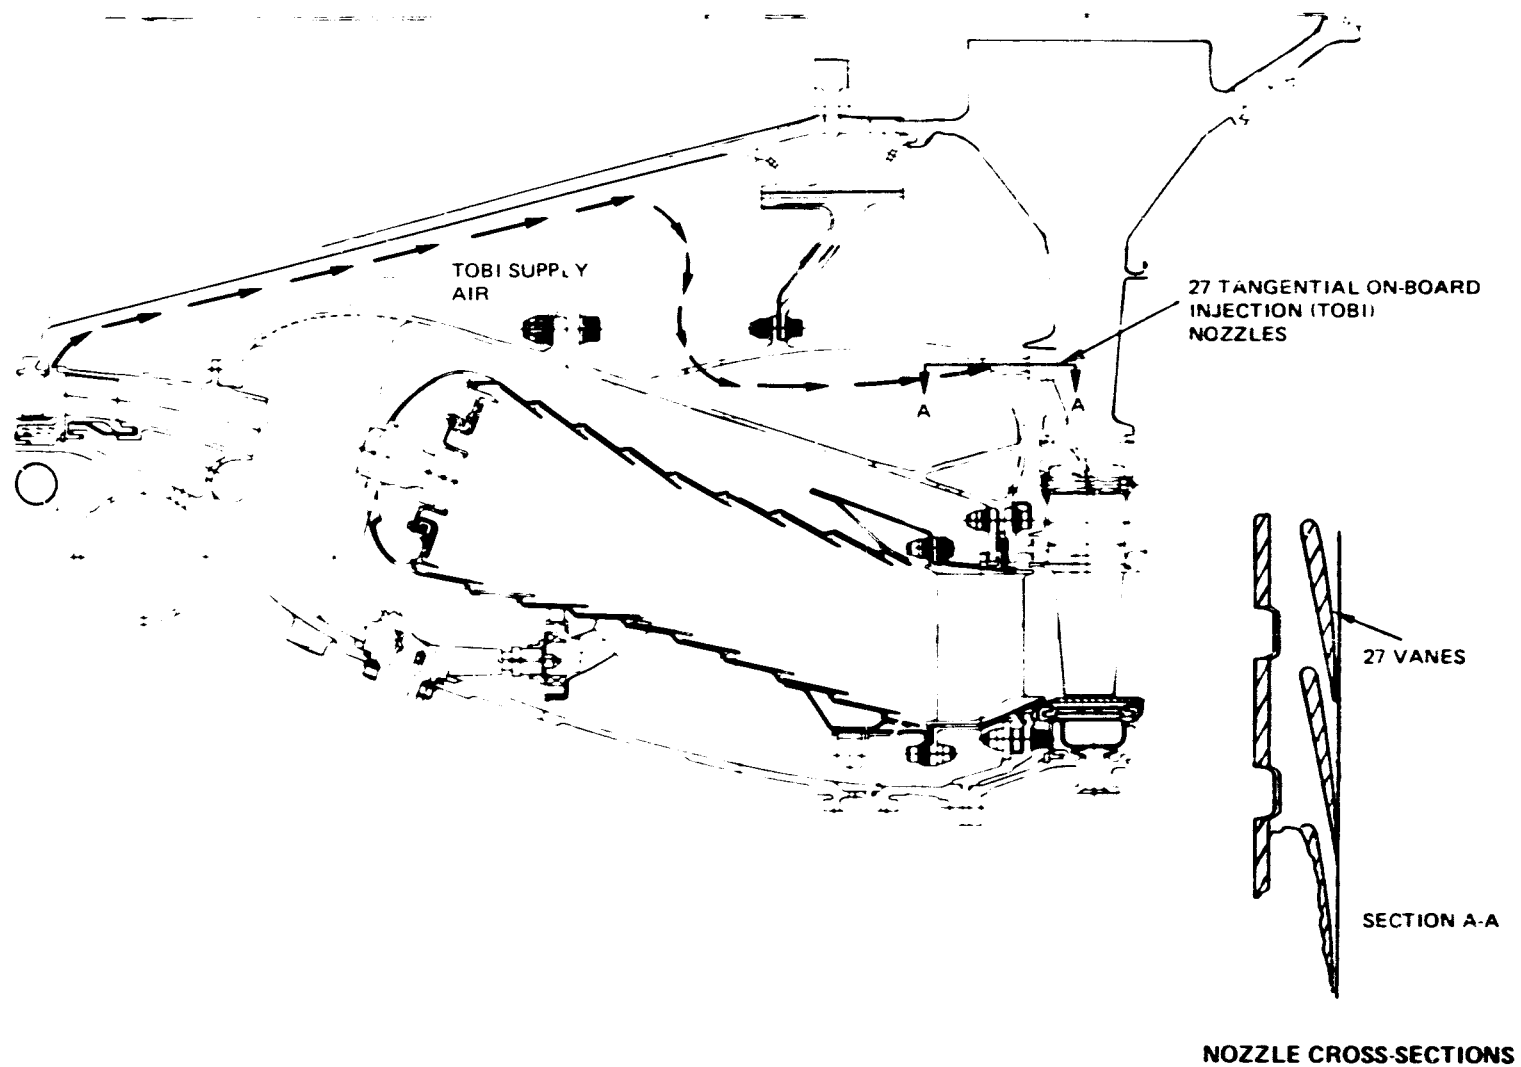 TOBI SUPPLY
AIR
27 TANGENTIAL ON-BOARD
INJECTION (TOBI)
NOZZLES
A
A
27 VANES
SECTION A-A
NOZZLE CROSS-SECTIONS